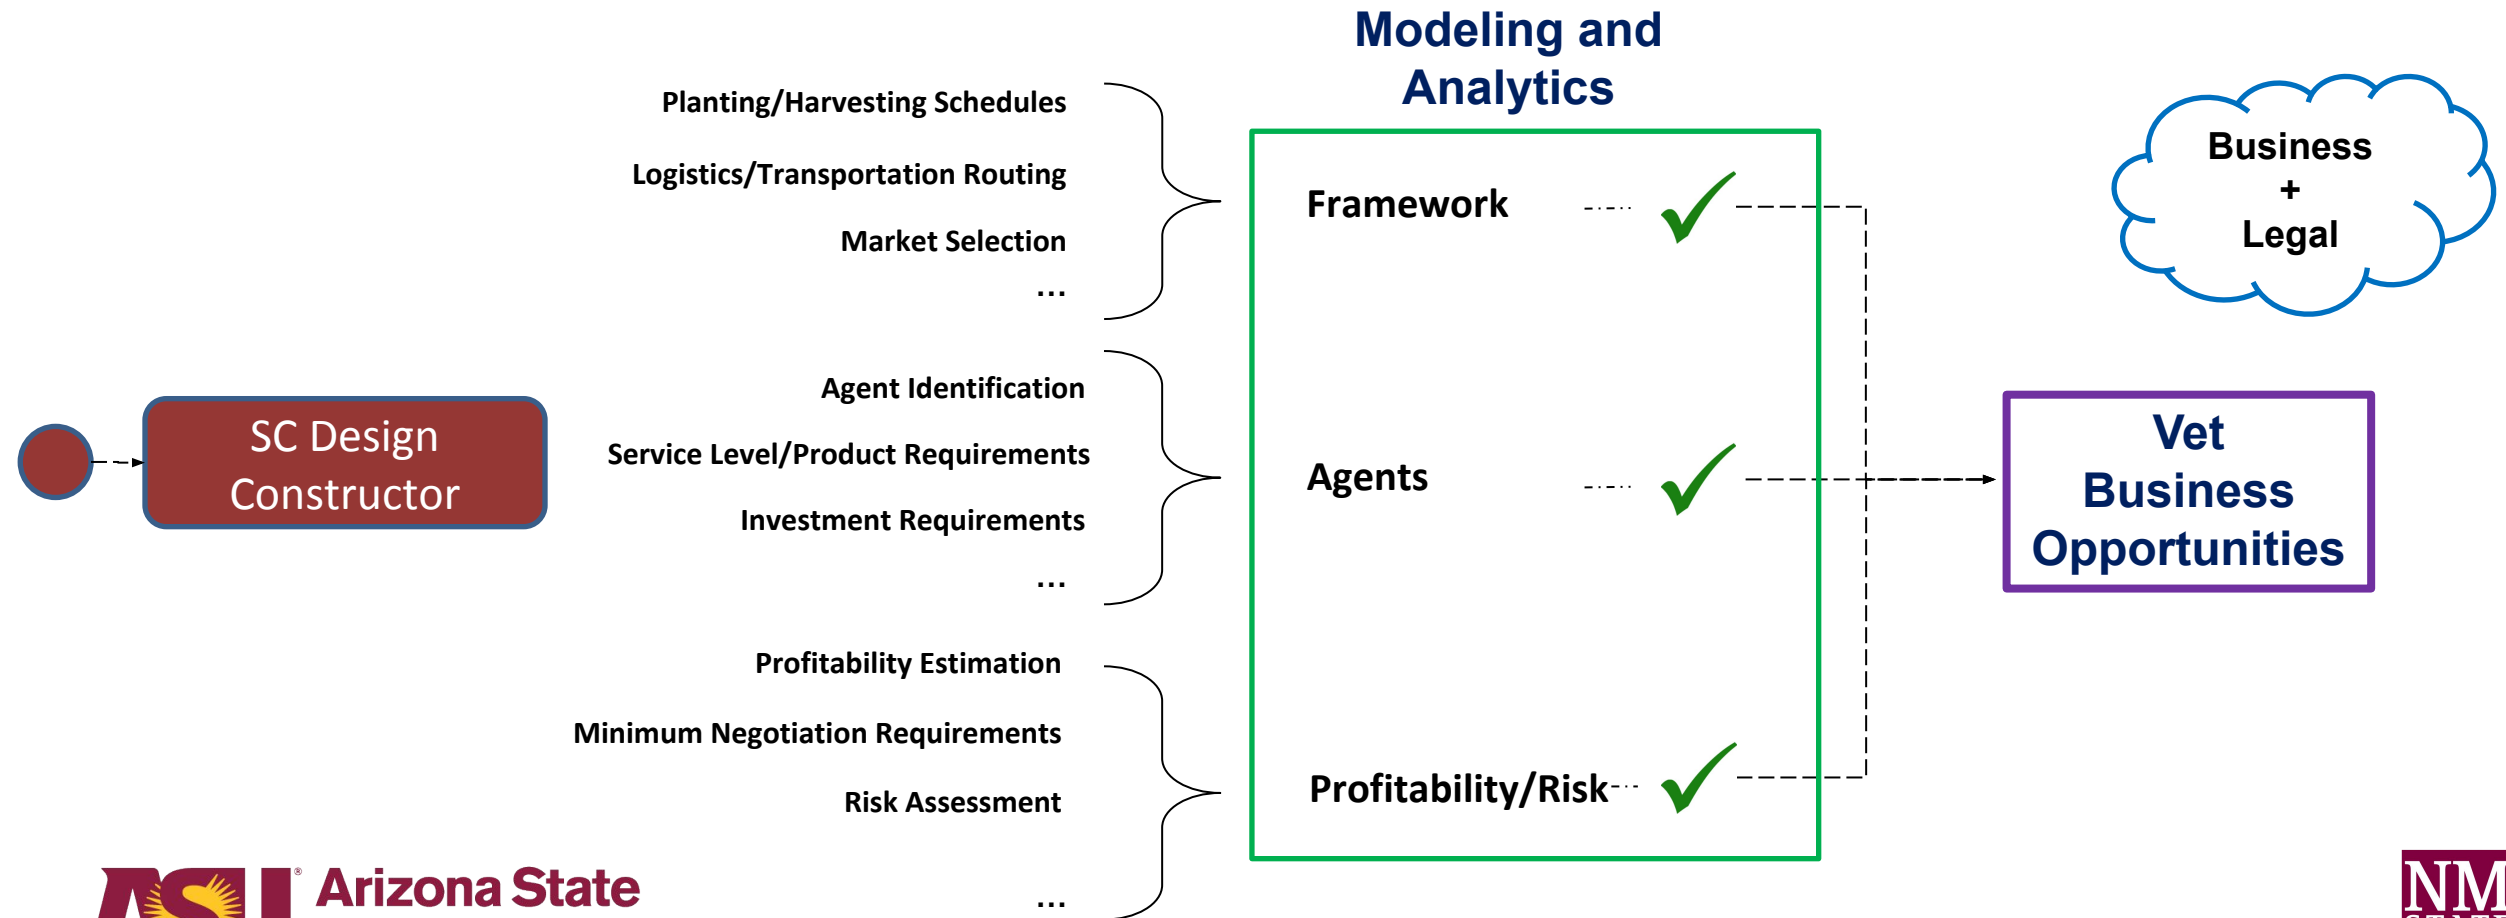 Modeling and
Analytics
Planting/Harvesting Schedules
Logistics/Transportation Routing
Market Selection
...
Framework
Business
+
Legal
SC Design
Constructor
Agent Identification
Service Level/Product Requirements
Investment Requirements
...
Agents
Vet
Business
Opportunities
Profitability Estimation
Minimum Negotiation Requirements
Risk Assessment
...
Profitability/Risk
ASU® Arizona State
NM